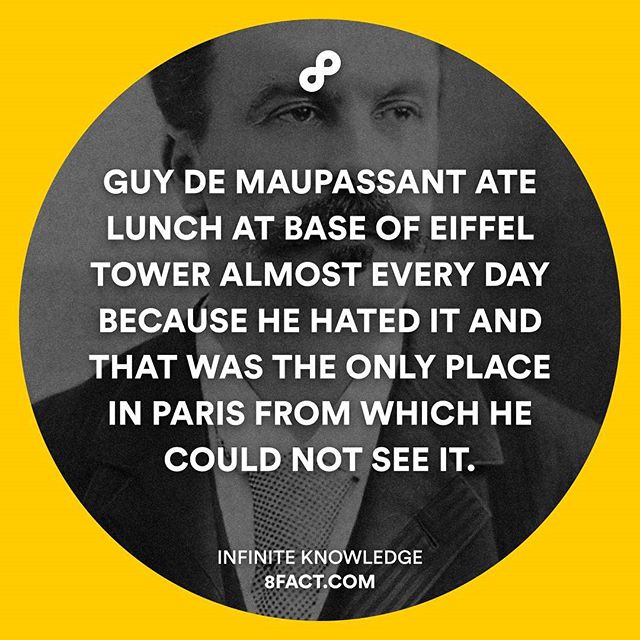 GUY DE MAUPASSANT ATE
LUNCH AT BASE OF EIFFEL
TOWER ALMOST EVERY DAY
BECAUSE HE HATED IT AND
THAT WAS THE ONLY PLACE
IN PARIS FROM WHICH HE
COULD NOT SEE IT.
INFINITE KNOWLEDGE
8FACT.COM